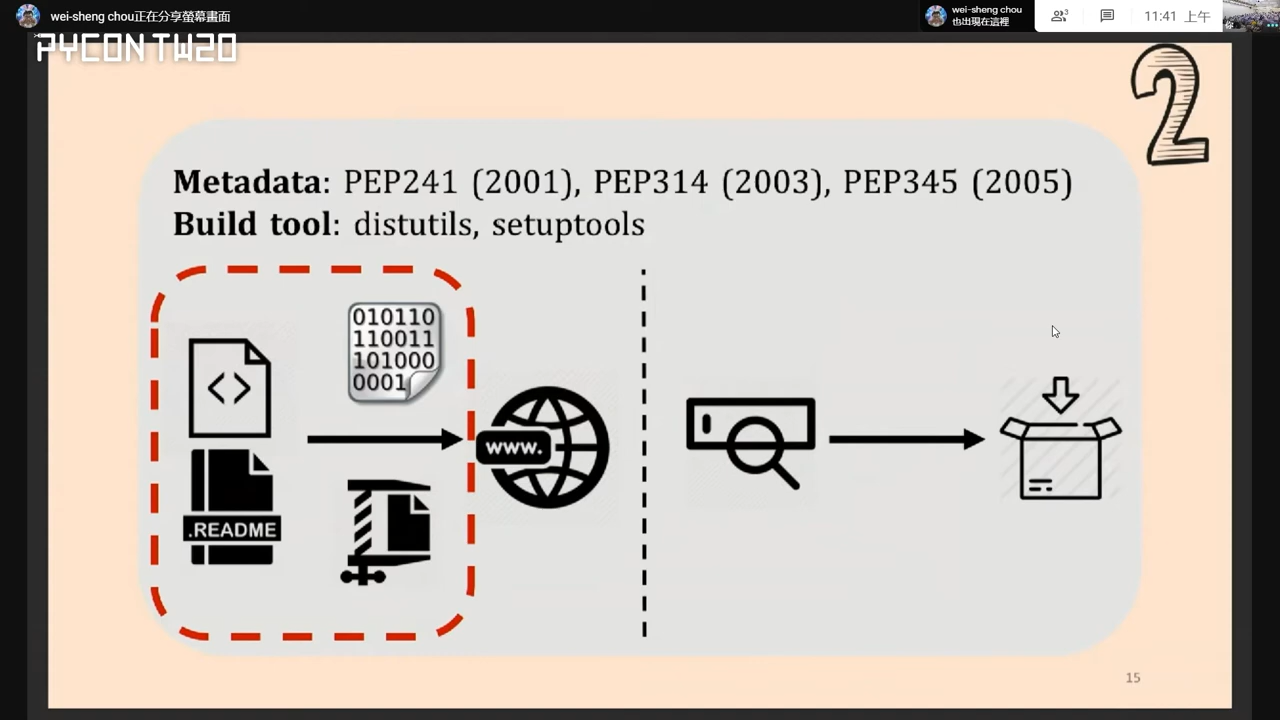 wei-sheng chou正在分享螢幕畫面
wei-sheng chou
也出現在這裡
3
11:41 上午
你
PYCON TW20
2
Metadata: PEP241 (2001), PEP314 (2003), PEP345 (2005)
Build tool: distutils, setuptools
010110
110011
101000
0001
www.
.README
15